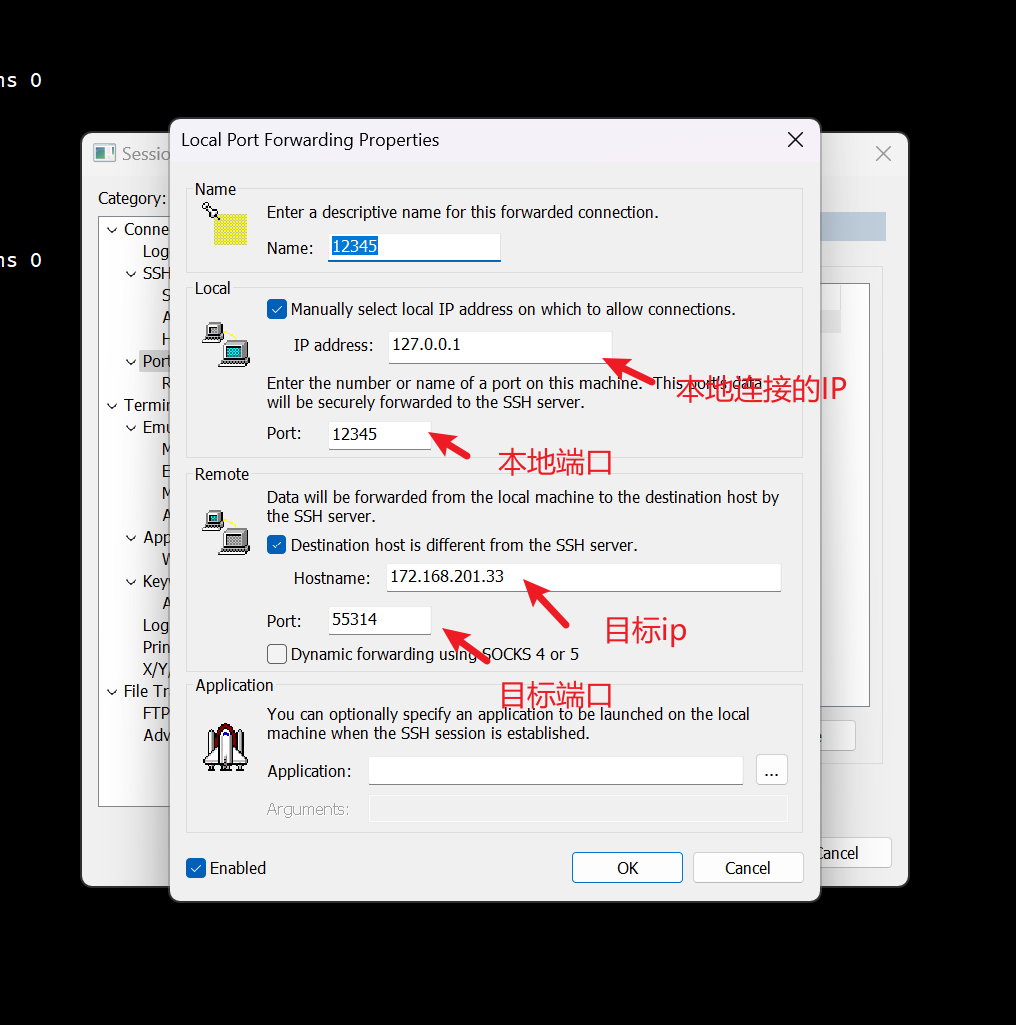 ns 0
Local Port Forwarding Properties
Sessio
Category:
Name
Enter a descriptive name for this forwarded connection.
Name: 12345
Conne
Log
SSH
ns 0
Local
Manually select local IP address on which to allow connections.
IP address: 127.0.0.1
本地连接的IP
Enter the number or name of a port on this machine. This port's data
will be securely forwarded to the SSH server.
Port: 12345
本地端口
Port
R
Termin
Emu
M
E
M
A
Remote
Data will be forwarded from the local machine to the destination host by
the SSH server.
Destination host is different from the SSH server.
Hostname: 172.168.201.33
目标ip
Port: 55314
Dynamic forwarding using SOCKS 4 or 5
目标端口
App
W
Keyw
A
Log
Prin
X/Y/
File Tra
FTP
Adv
Application
You can optionally specify an application to be launched on the local
machine when the SSH session is established.
Application:
...
Arguments:
Enabled
OK
Cancel
Cancel